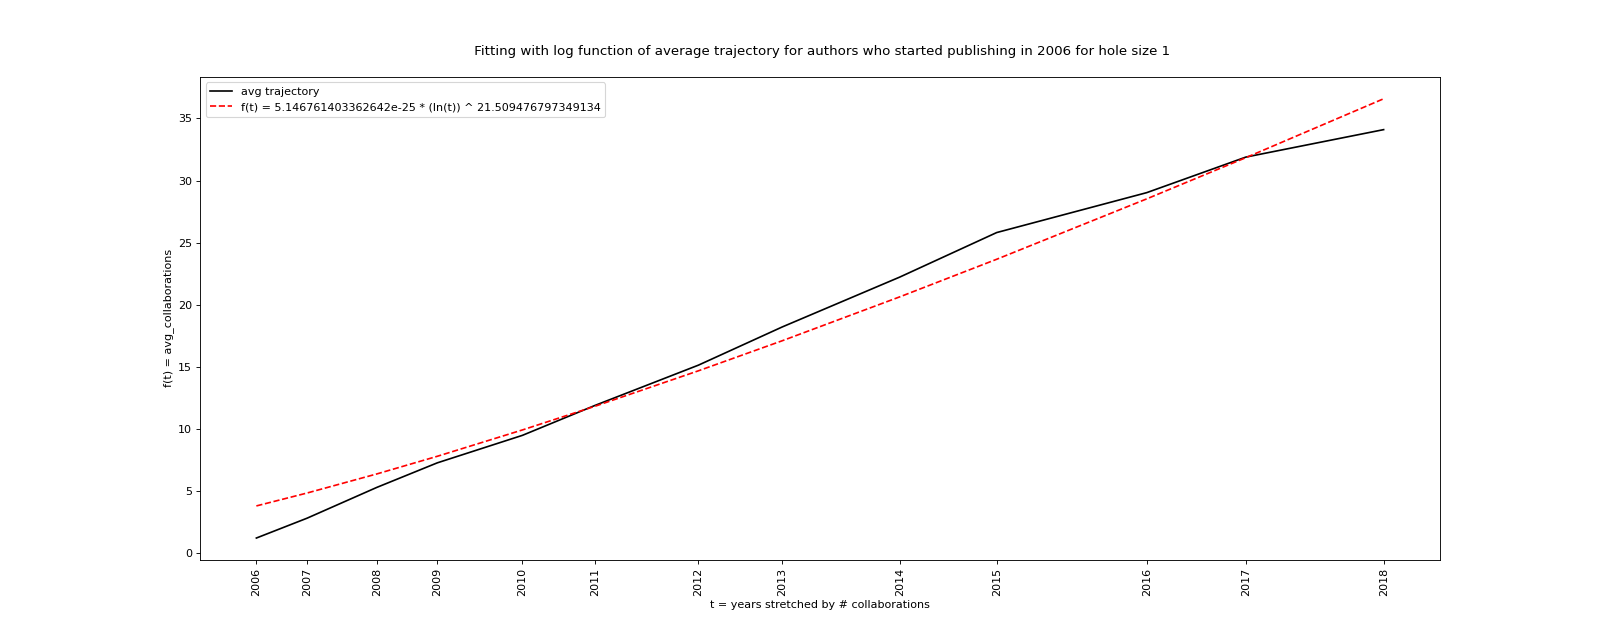 Fitting with log function of average trajectory for authors who started publishing in 2006 for hole size 1
avg trajectory
f(t) = 5.146761403362642e-25 * (ln(t)) ^ 21.509476797349134
f(t) = avg_collaborations
35
30
25
20
15
10
5
0
2006 2007 2008 2009 2010 2011 2012 2013 2014 2015 2016 2017 2018
t = years stretched by # collaborations